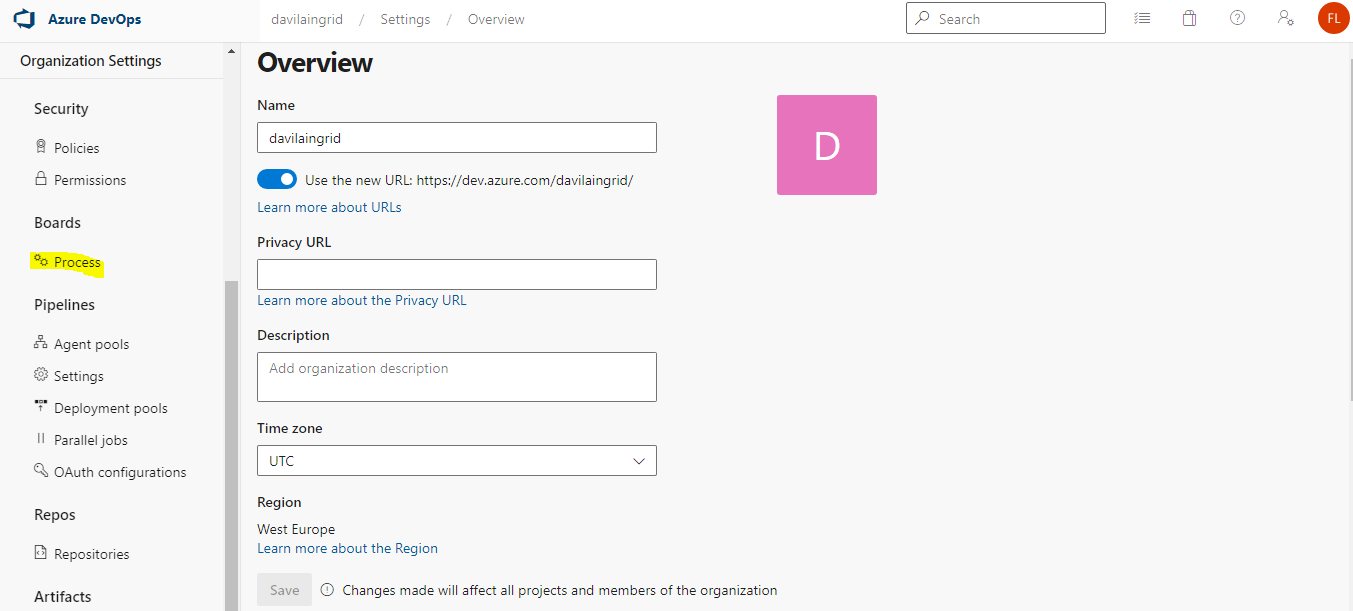 Azure DevOps
davilaingrid / Settings / Overview
Search
FL
Organization Settings
Security
Policies
Permissions
Boards
Process
Pipelines
Agent pools
Settings
Deployment pools
Parallel jobs
OAuth configurations
Repos
Repositories
Artifacts
Overview
Name
davilaingrid
Use the new URL: https://dev.azure.com/davilaingrid/
Learn more about URLs
Privacy URL
Learn more about the Privacy URL
Description
Add organization description
Time zone
UTC
Region
West Europe
Learn more about the Region
Save
Changes made will affect all projects and members of the organization
D